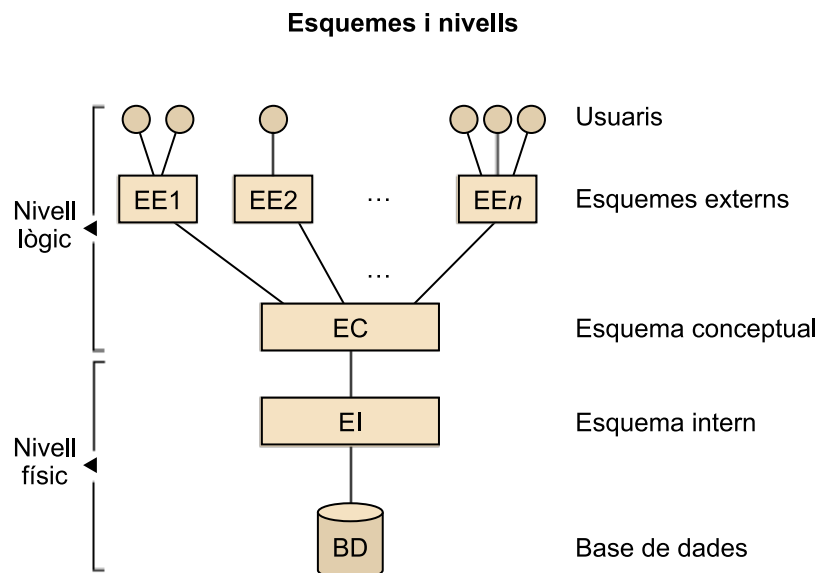 Esquemes i nivells
Usuaris
EE1 EE2 … EEn Esquemes externs
Nivell
lògic
…
EC Esquema conceptual
EI Esquema intern
Nivell
físic
BD Base de dades